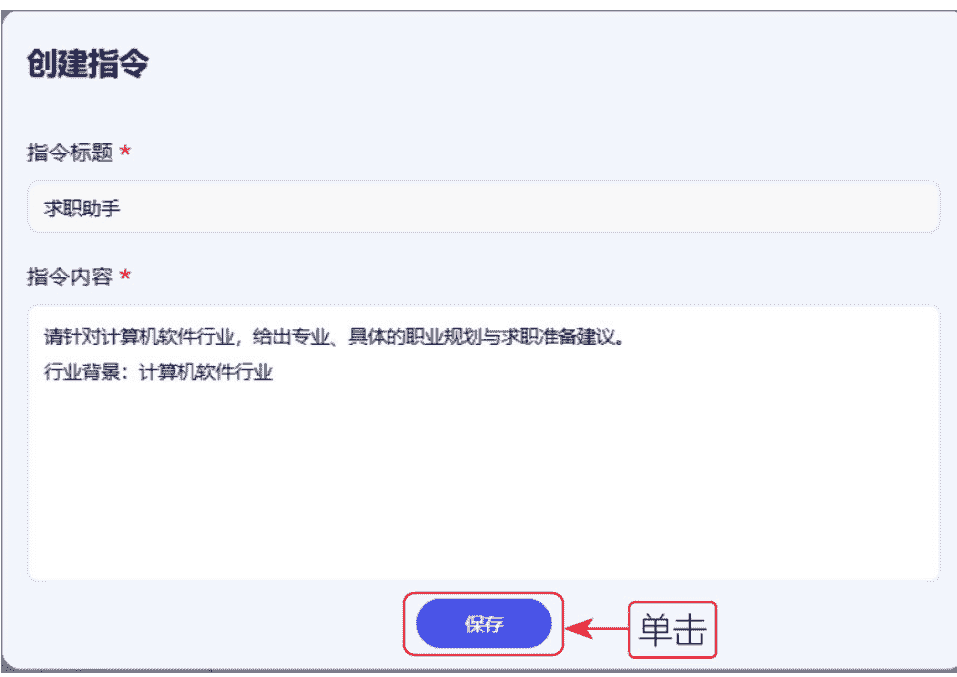 创建指令
指令标题 *
求职助手
指令内容 *
请针对计算机软件行业，给出专业、具体的职业规划与求职准备建议。
行业背景：计算机软件行业
保存
单击